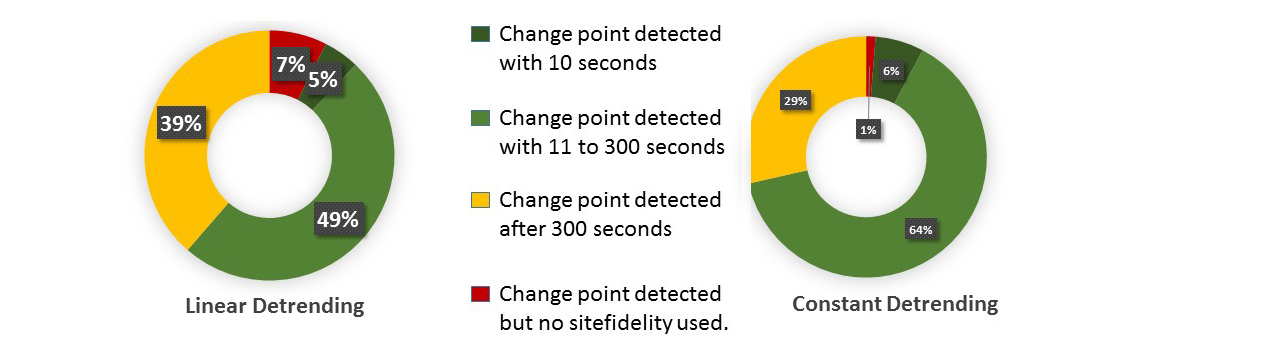 7%
5%
39%
49%
Linear Detrending
Change point detected
with 10 seconds
Change point detected
with 11 to 300 seconds
Change point detected
after 300 seconds
Change point detected
but no sitefidelity used.
6%
29%
1%
64%
Constant Detrending